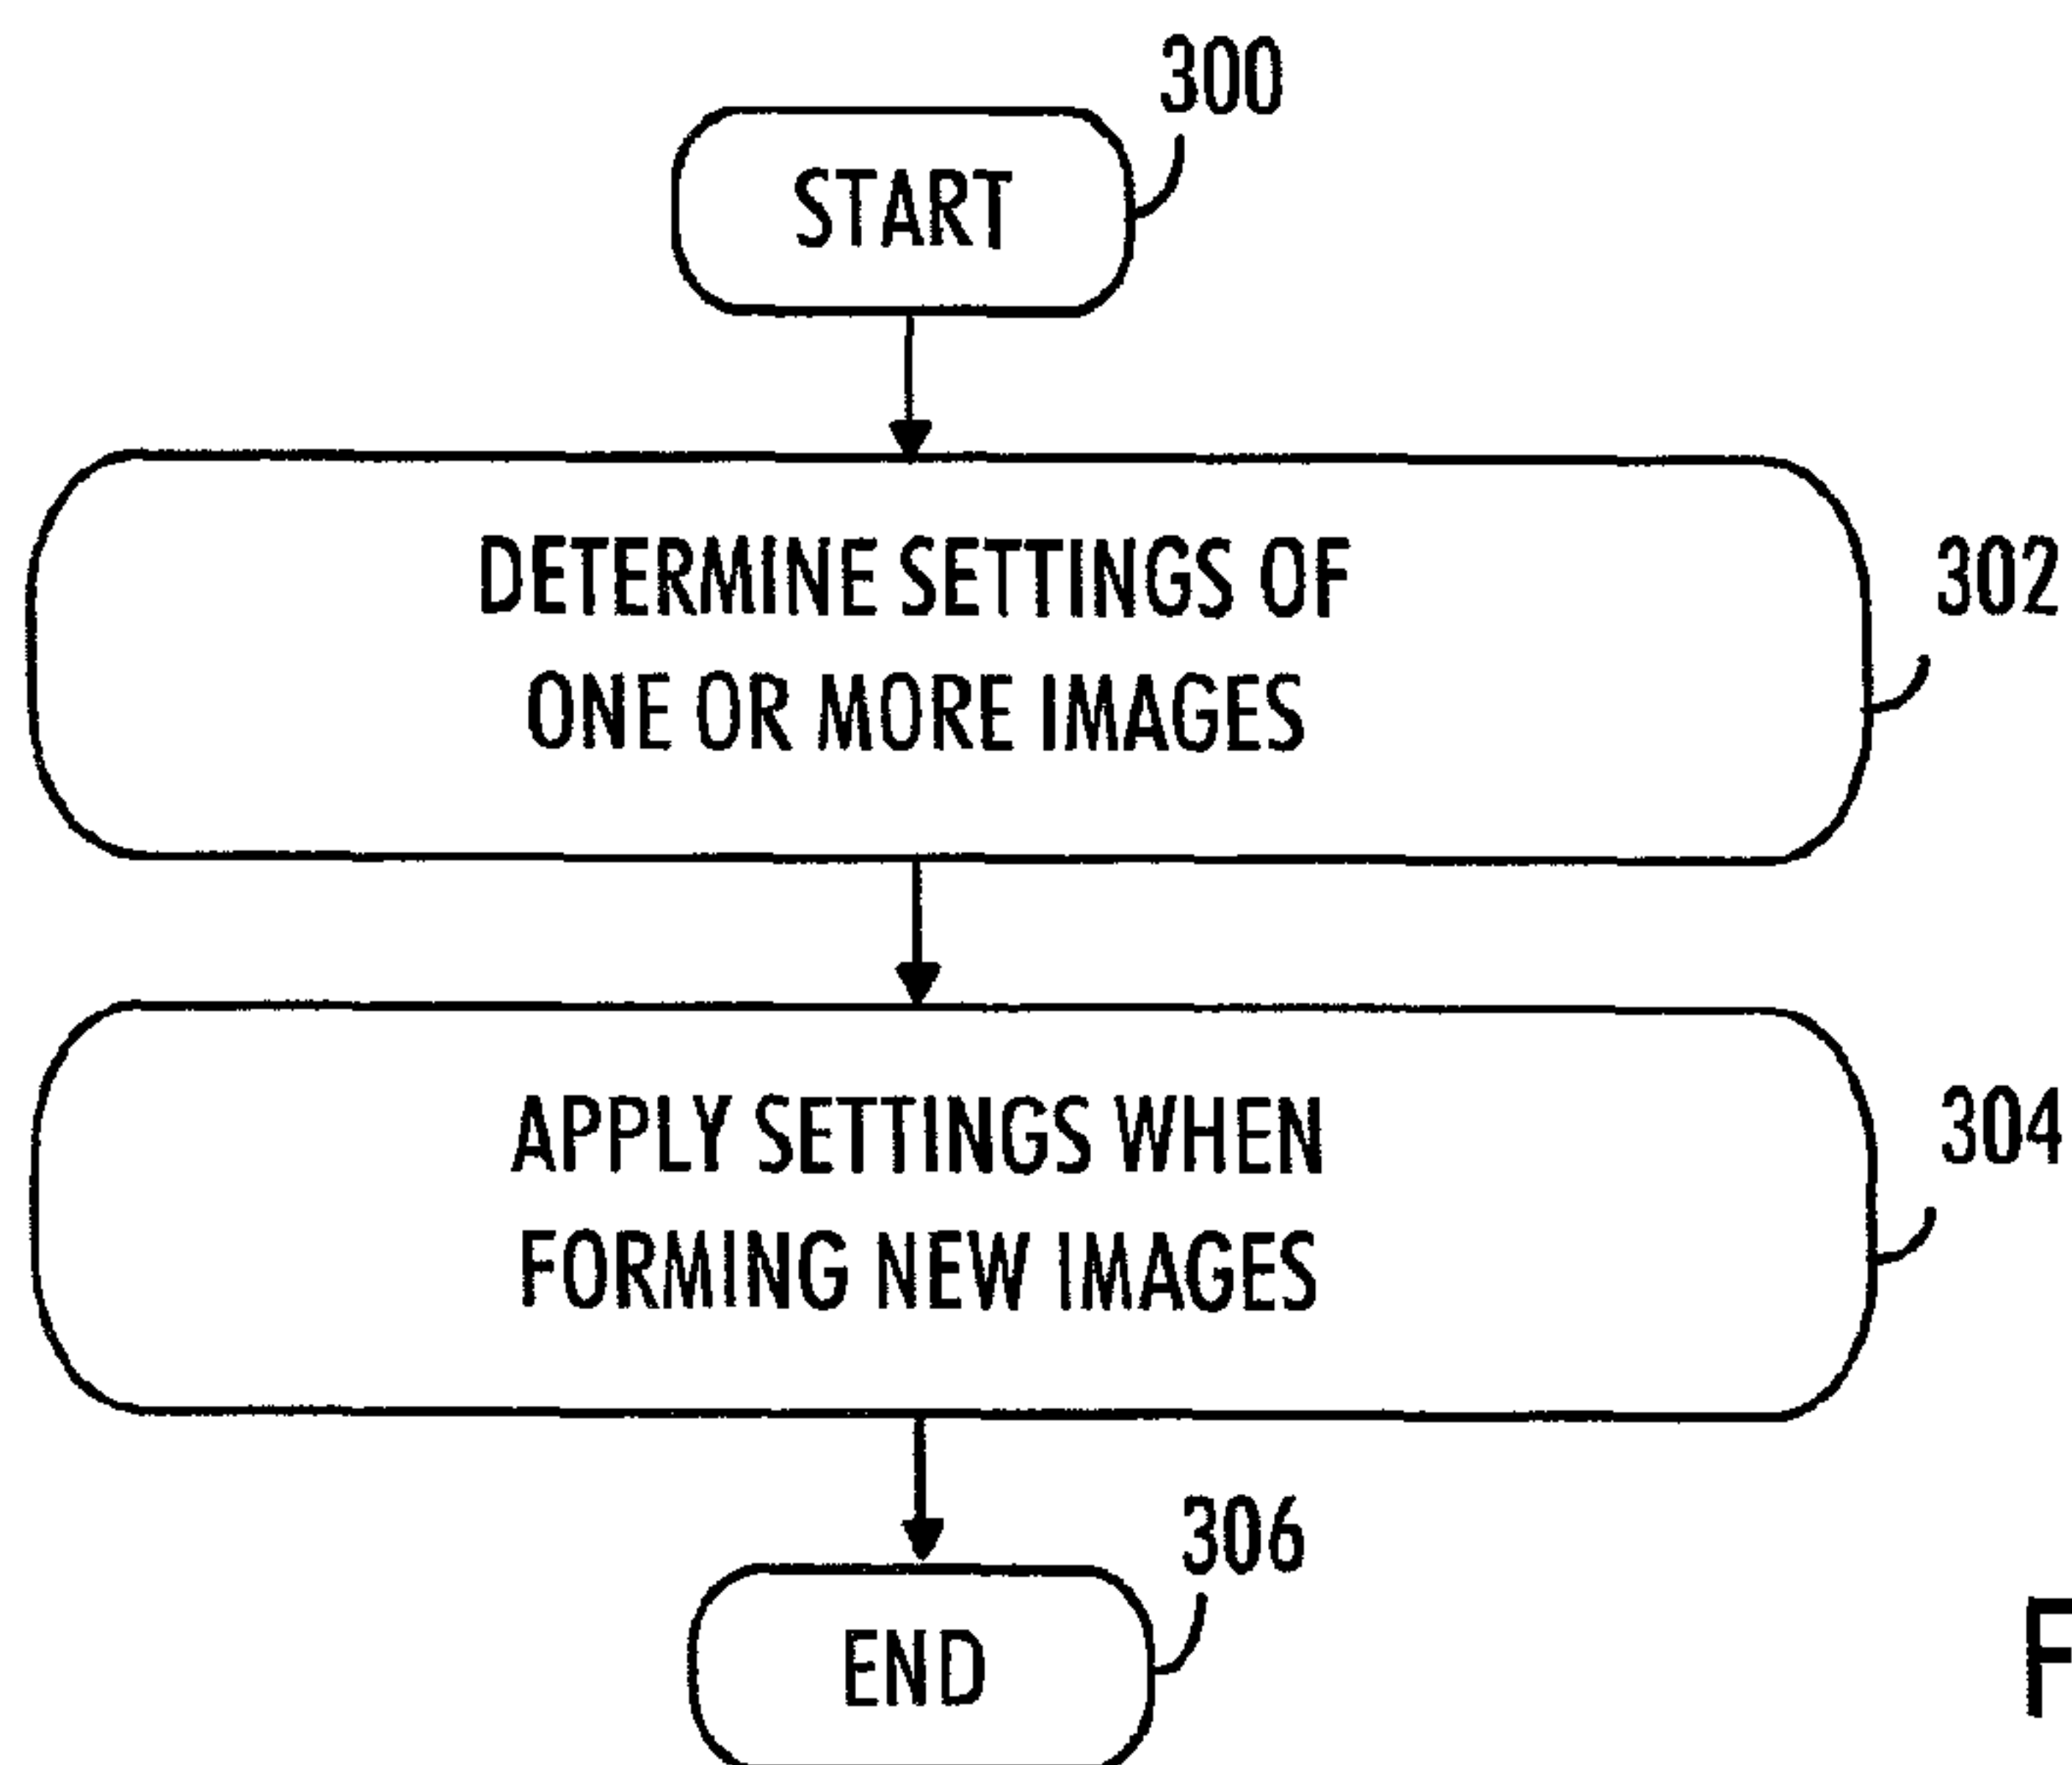 300
START
DETERMINE SETTINGS OF
302
ONE OR MORE IMAGES
APPLY SETTINGS WHEN
304
FORMING NEW IMAGES
306
END
F